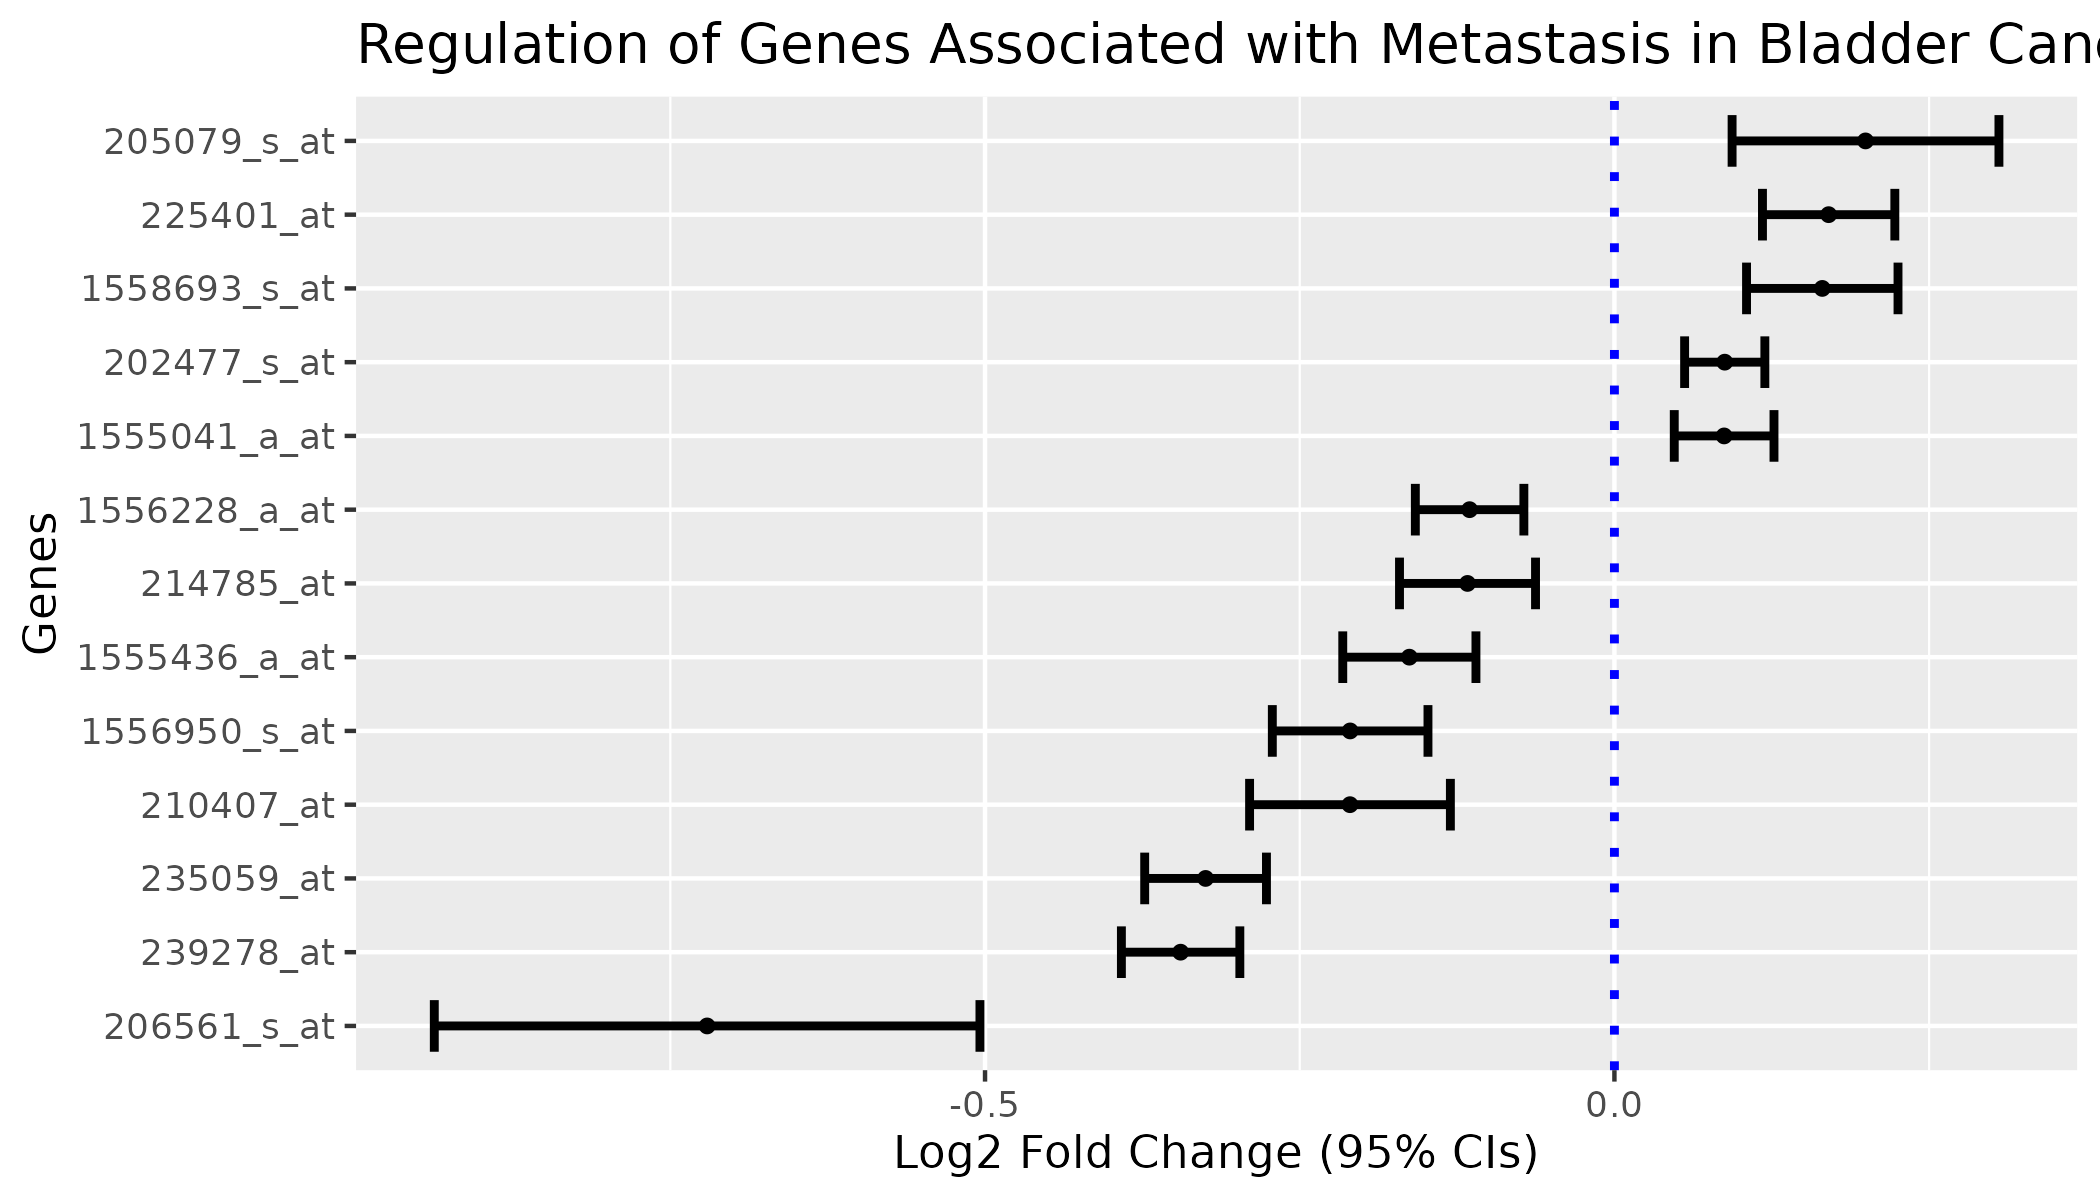 Regulation of Genes Associated with Metastasis in Bladder
205079_s_at
225401_at
1558693_s_at
202477_s_at
1555041_a_at
1556228_a_at
214785_at
1555436_a_at
1556950_s_at
210407_at
235059_at
239278_at
206561_s_at
Genes
-0.5 0.0
Log2 Fold Change (95% CIs)